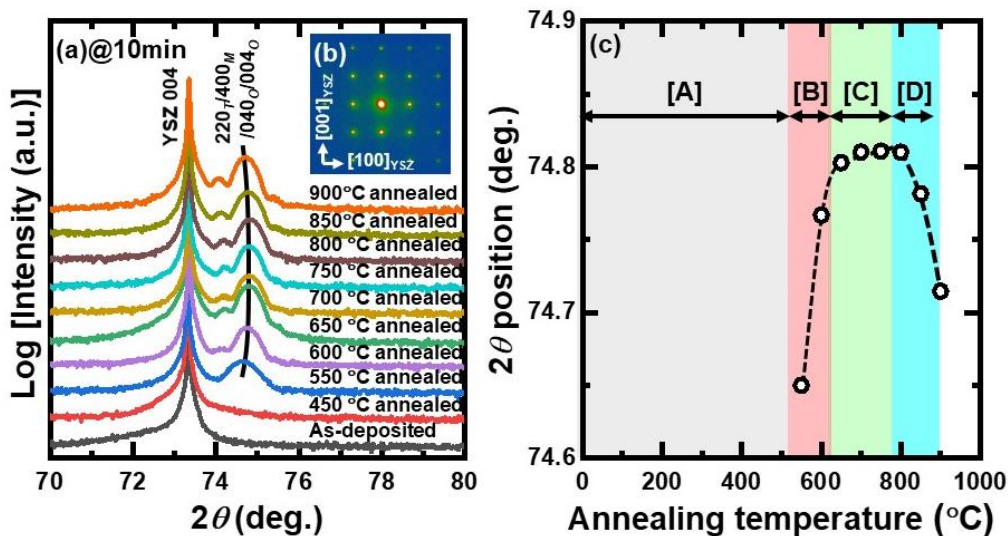 (a)@10min
(b)
YSZ 004
220T/400M
/040O/004O
[001]YSZ
[100]YSZ
900°C annealed
850°C annealed
800 °C annealed
750 °C annealed
700 °C annealed
650 °C annealed
600 °C annealed
550 °C annealed
450 °C annealed
As-deposited
Log [Intensity (a.u.)]
70 72 74 76 78 80
2θ (deg.)
(c)
[A] [B] [C] [D]
74.9
74.8
74.7
74.6
2θ position (deg.)
0 200 400 600 800 1000
Annealing temperature (°C)